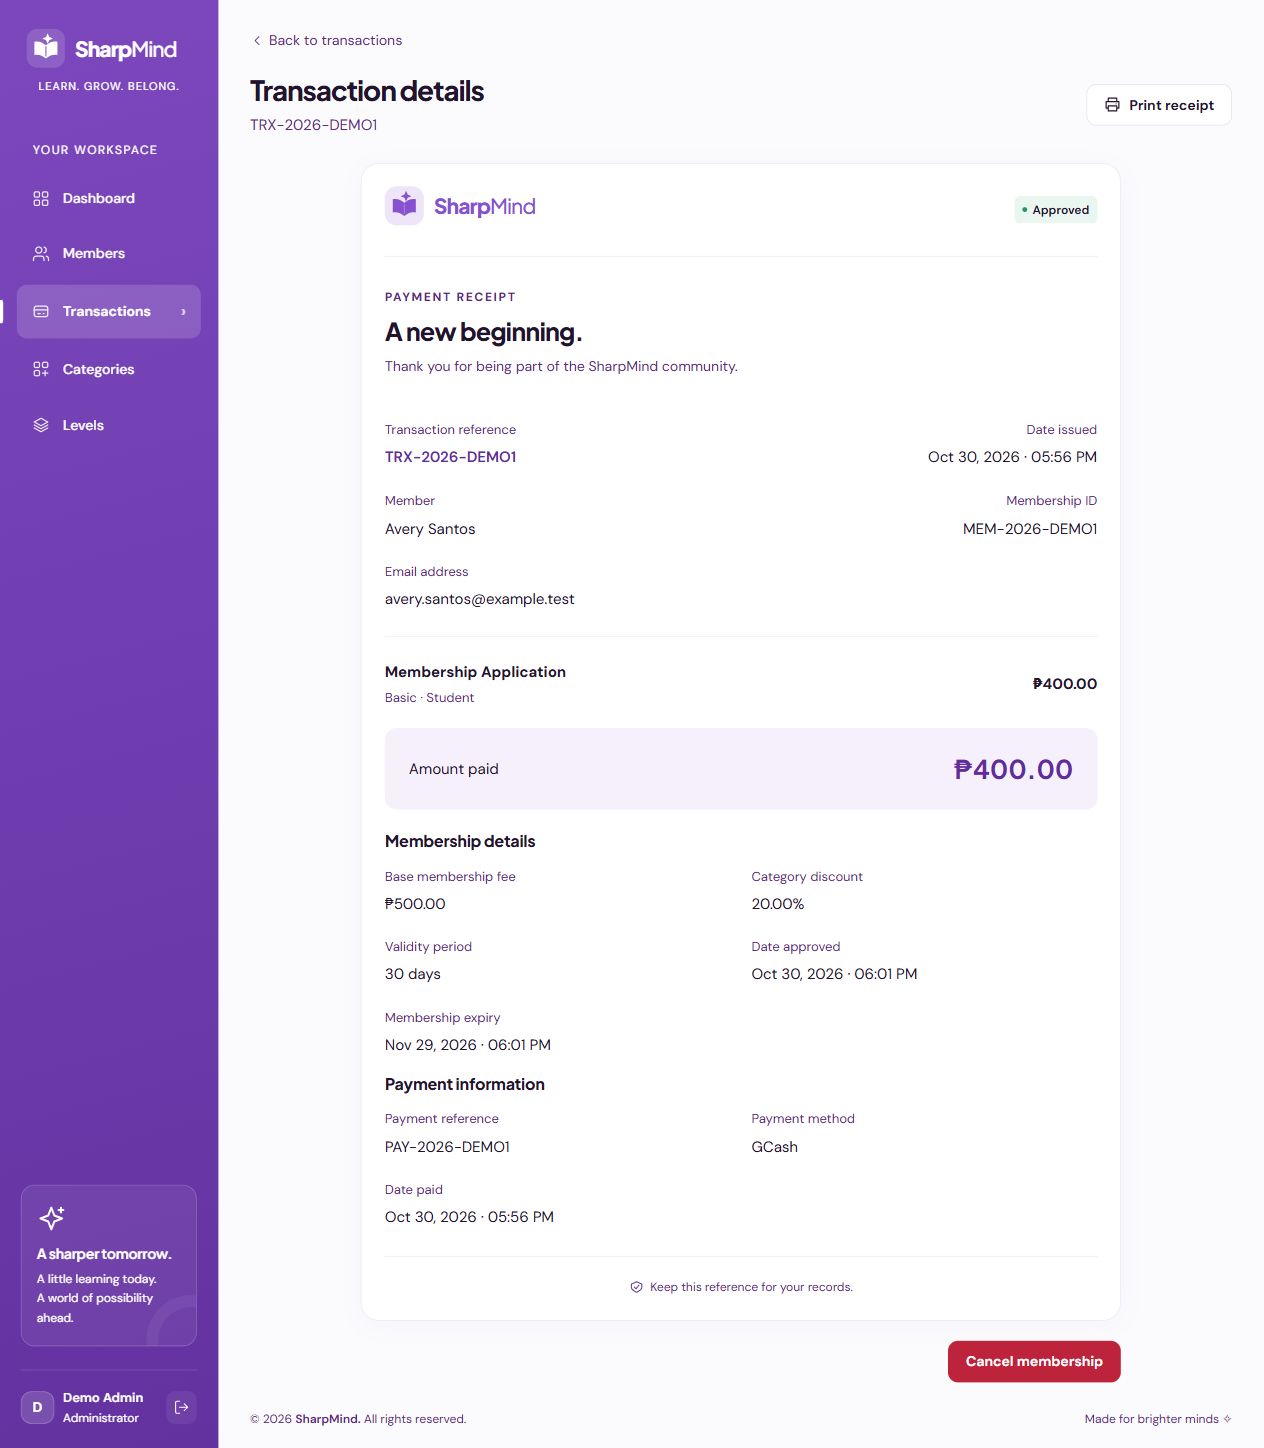 SharpMind
LEARN. GROW. BELONG.
YOUR WORKSPACE
Dashboard
Members
Transactions ›
Categories
Levels
A sharper tomorrow.
A little learning today.
A world of possibility
ahead.
D
Demo Admin
Administrator
Back to transactions
Transaction details
TRX-2026-DEMO1
Print receipt
SharpMind
Approved
PAYMENT RECEIPT
A new beginning.
Thank you for being part of the SharpMind community.
Transaction reference
TRX-2026-DEMO1
Date issued
Oct 30, 2026 · 05:56 PM
Member
Avery Santos
Membership ID
MEM-2026-DEMO1
Email address
avery.santos@example.test
Membership Application
Basic · Student
₱400.00
Amount paid
₱400.00
Membership details
Base membership fee
₱500.00
Category discount
20.00%
Validity period
30 days
Date approved
Oct 30, 2026 · 06:01 PM
Membership expiry
Nov 29, 2026 · 06:01 PM
Payment information
Payment reference
PAY-2026-DEMO1
Payment method
GCash
Date paid
Oct 30, 2026 · 05:56 PM
Keep this reference for your records.
Cancel membership
© 2026 SharpMind. All rights reserved.
Made for brighter minds ✧